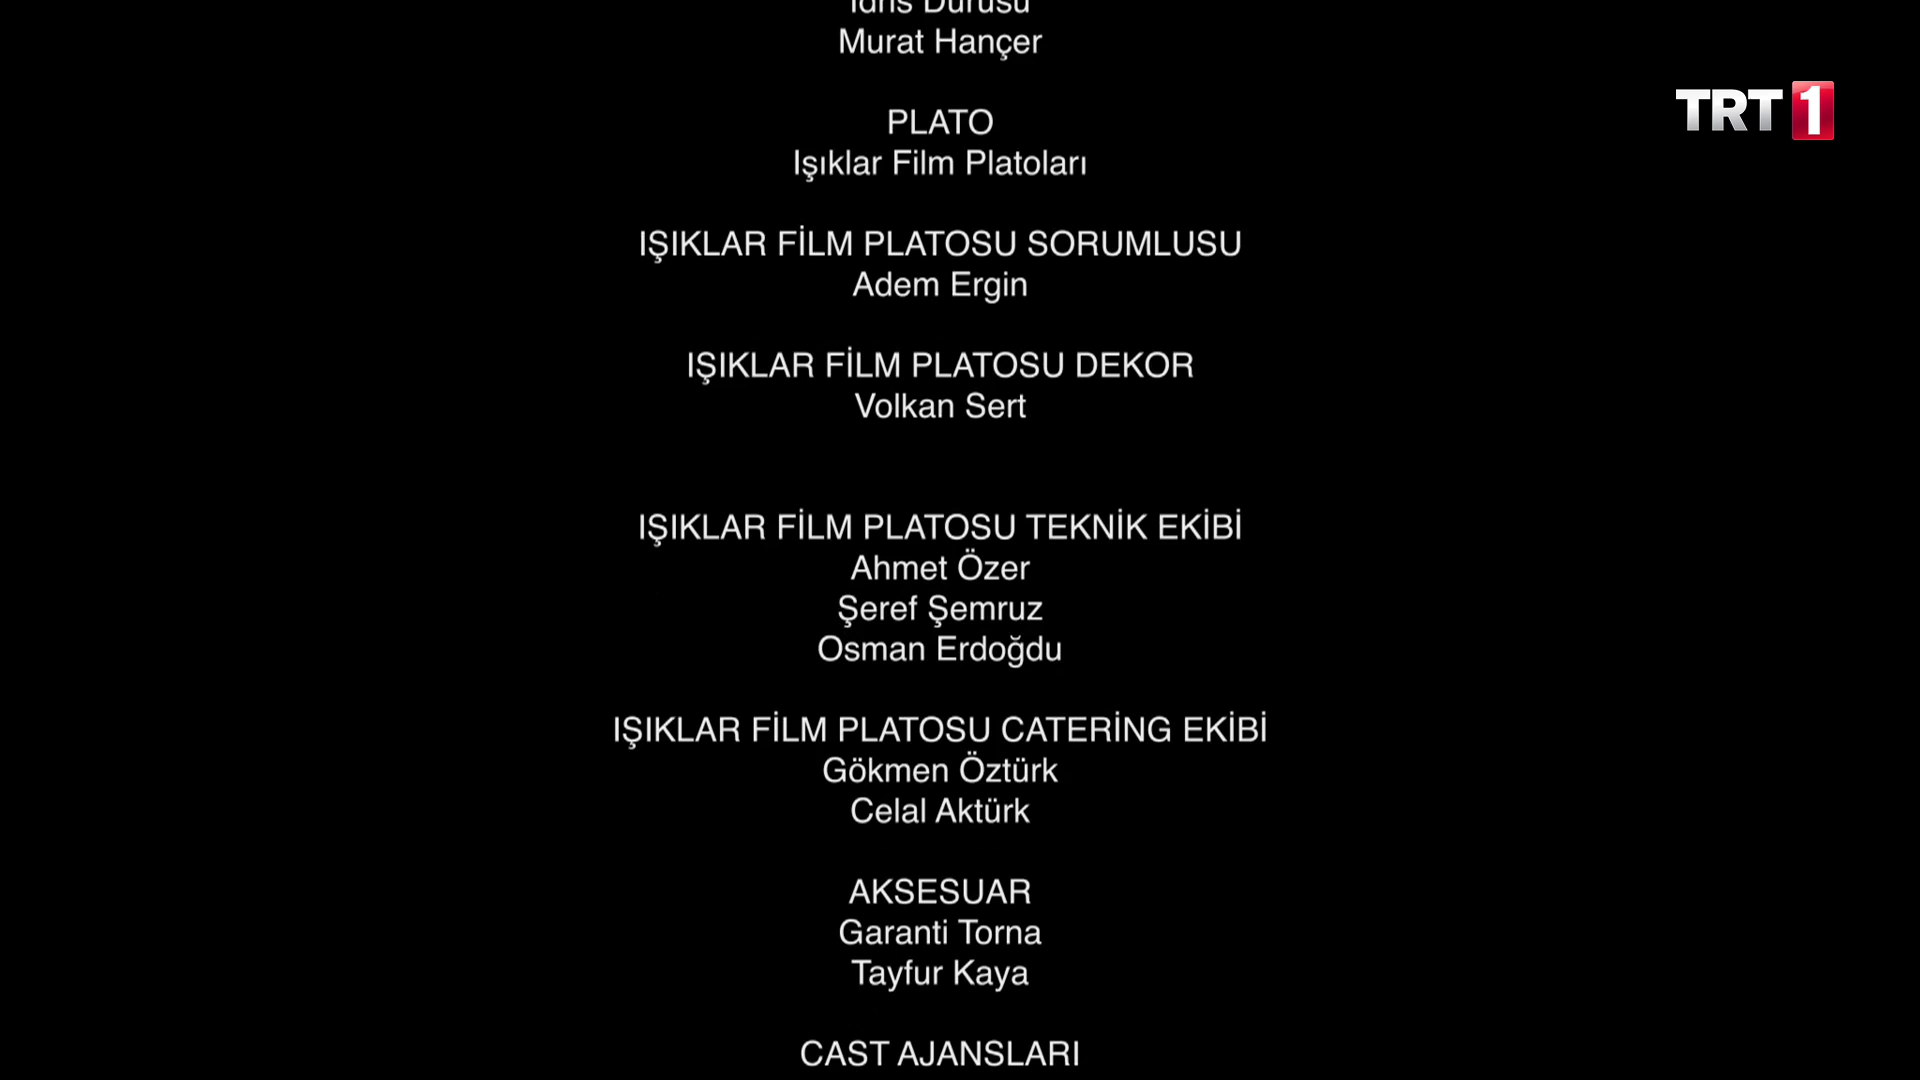 Murat Hançer
TRT 1
PLATO
Işıklar Film Platoları
IŞIKLAR FİLM PLATOSU SORUMLUSU
Adem Ergin
IŞIKLAR FİLM PLATOSU DEKOR
Volkan Sert
IŞIKLAR FİLM PLATOSU TEKNİK EKİBİ
Ahmet Özer
Şeref Şemruz
Osman Erdoğdu
IŞIKLAR FİLM PLATOSU CATERİNG EKİBİ
Gökmen Öztürk
Celal Aktürk
AKSESUAR
Garanti Torna
Tayfur Kaya
CAST AJANSLARI